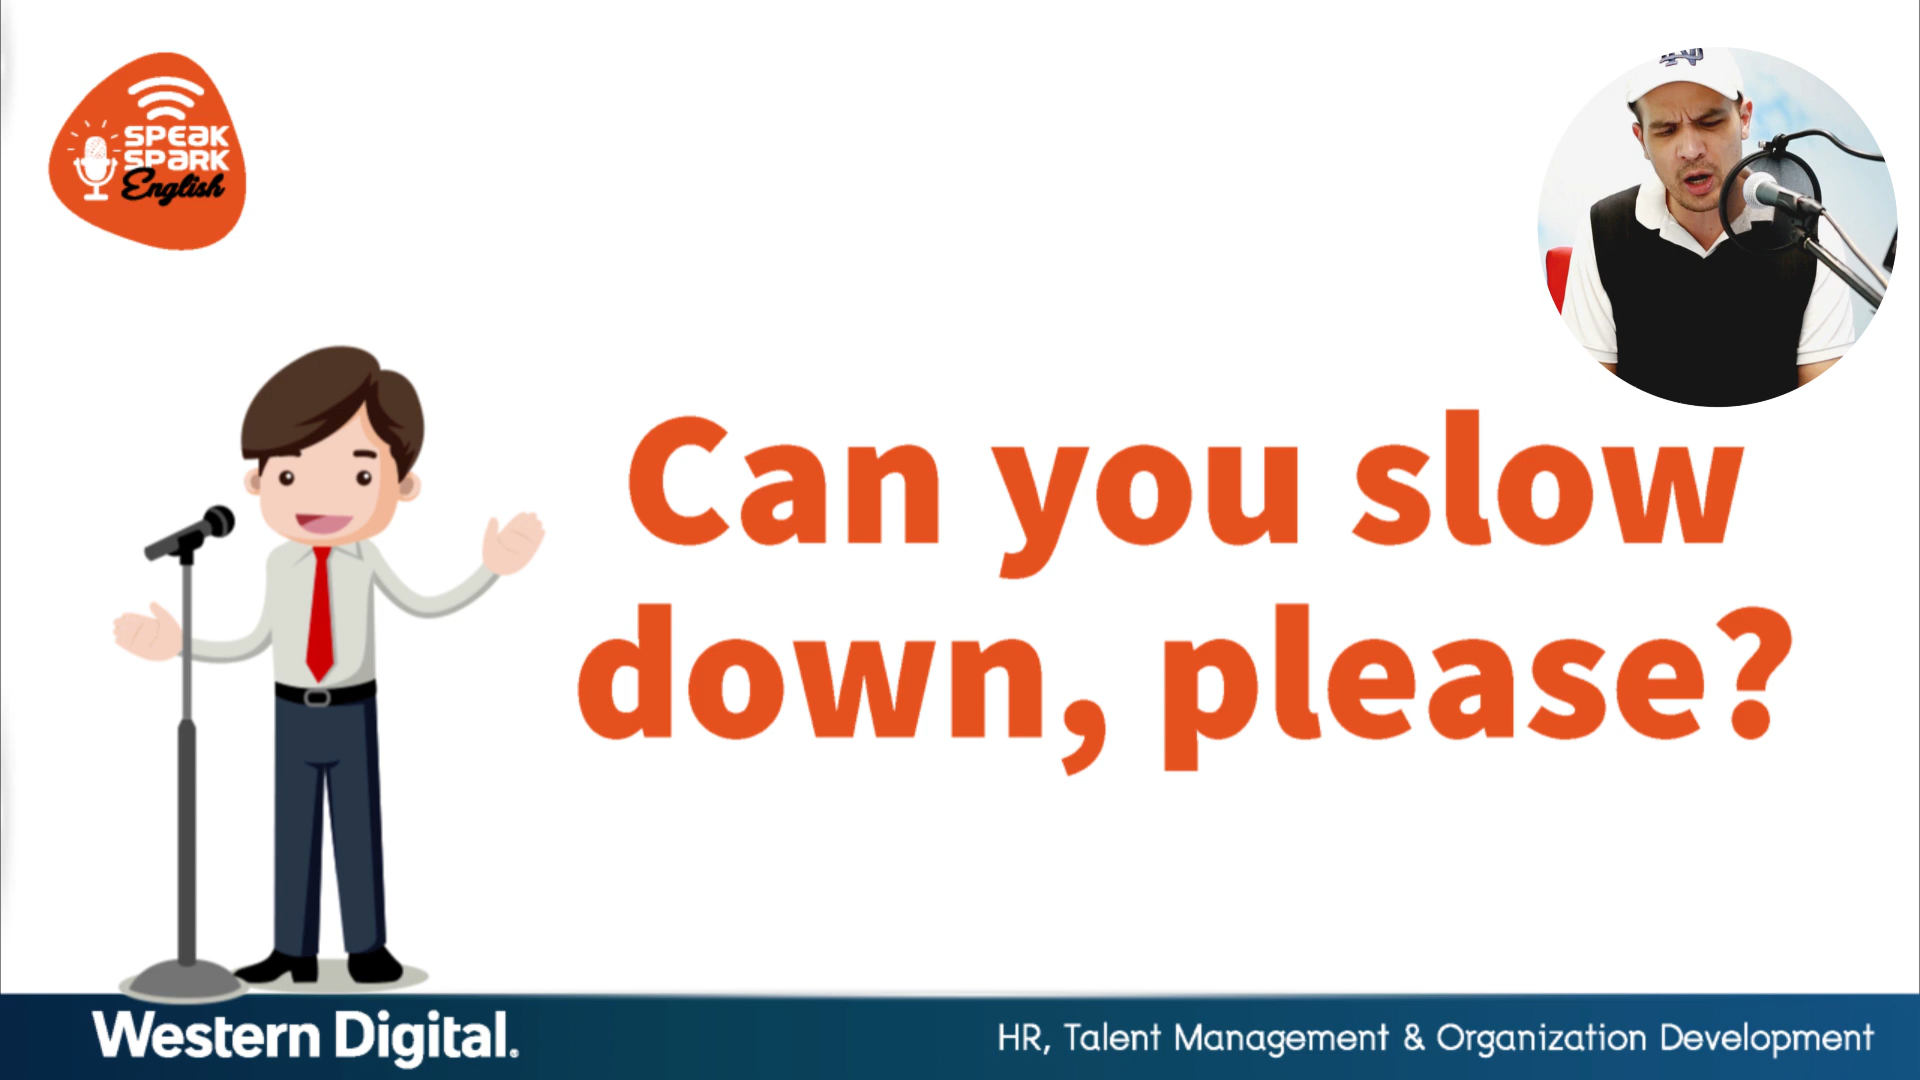 SPEAK
SPARK
English
Can you slow
down, please?
Western Digital.
HR, Talent Management & Organization Development